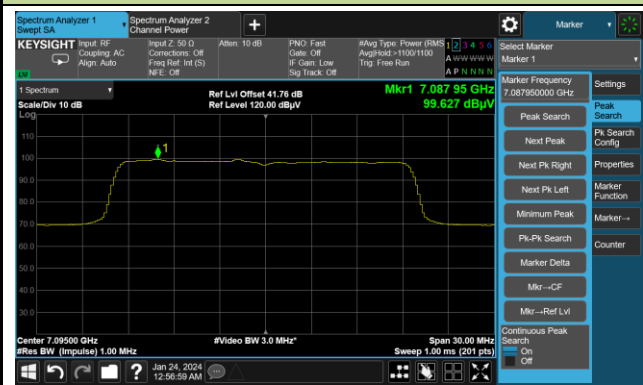 Spectrum Analyzer 1
Swept SA
Spectrum Analyzer 2
Channel Power
Marker
KEYSIGHT
Input: RF
Coupling: AC
Align: Auto
Input Z: 50 Ω
Corrections: Off
Freq Ref: Int (S)
NFE: Off
Atten: 10 dB
PNO: Fast
Gate: Off
IF Gain: Low
Sig Track: Off
#Avg Type: Power (RMS
Avg|Hold:>1100/1100
Trig: Free Run
1 2 3 4 5 6
A W W W W W
A P N N N N
Select Marker
Marker 1
1 Spectrum
Scale/Div 10 dB
Log
Ref Lvl Offset 41.76 dB
Ref Level 120.00 dBµV
Mkr1 7.087 95 GHz
99.627 dBµV
110
100
90.0
80.0
70.0
60.0
50.0
40.0
30.0
1
Center 7.09500 GHz
#Res BW (Impulse) 1.00 MHz
#Video BW 3.0 MHz*
Span 30.00 MHz
Sweep 1.00 ms (201 pts)
Marker Frequency
7.087950000 GHz
Peak Search
Next Peak
Next Pk Right
Next Pk Left
Minimum Peak
Pk-Pk Search
Marker Delta
Mkr→CF
Mkr→Ref Lvl
Continuous Peak
Search
On
Off
Settings
Peak
Search
Pk Search
Config
Properties
Marker
Function
Marker→
Counter
Jan 24, 2024
12:56:59 AM